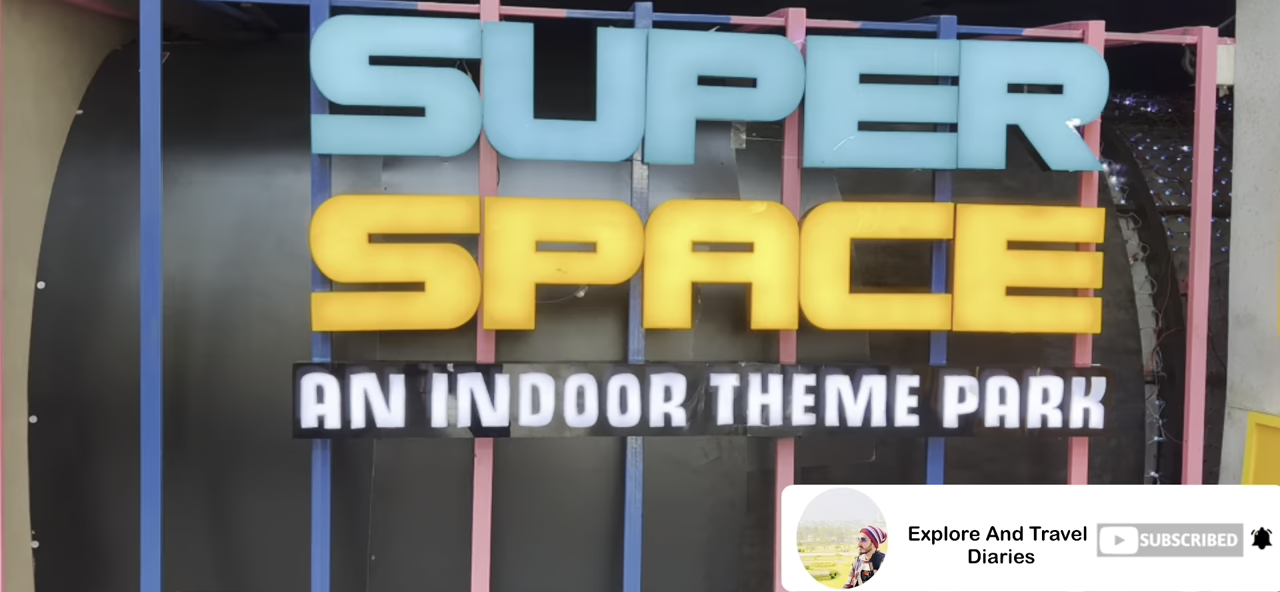 SUPER
SPACE
AN INDOOR THEME PARK
Explore And Travel
Diaries
SUBSCRIBED